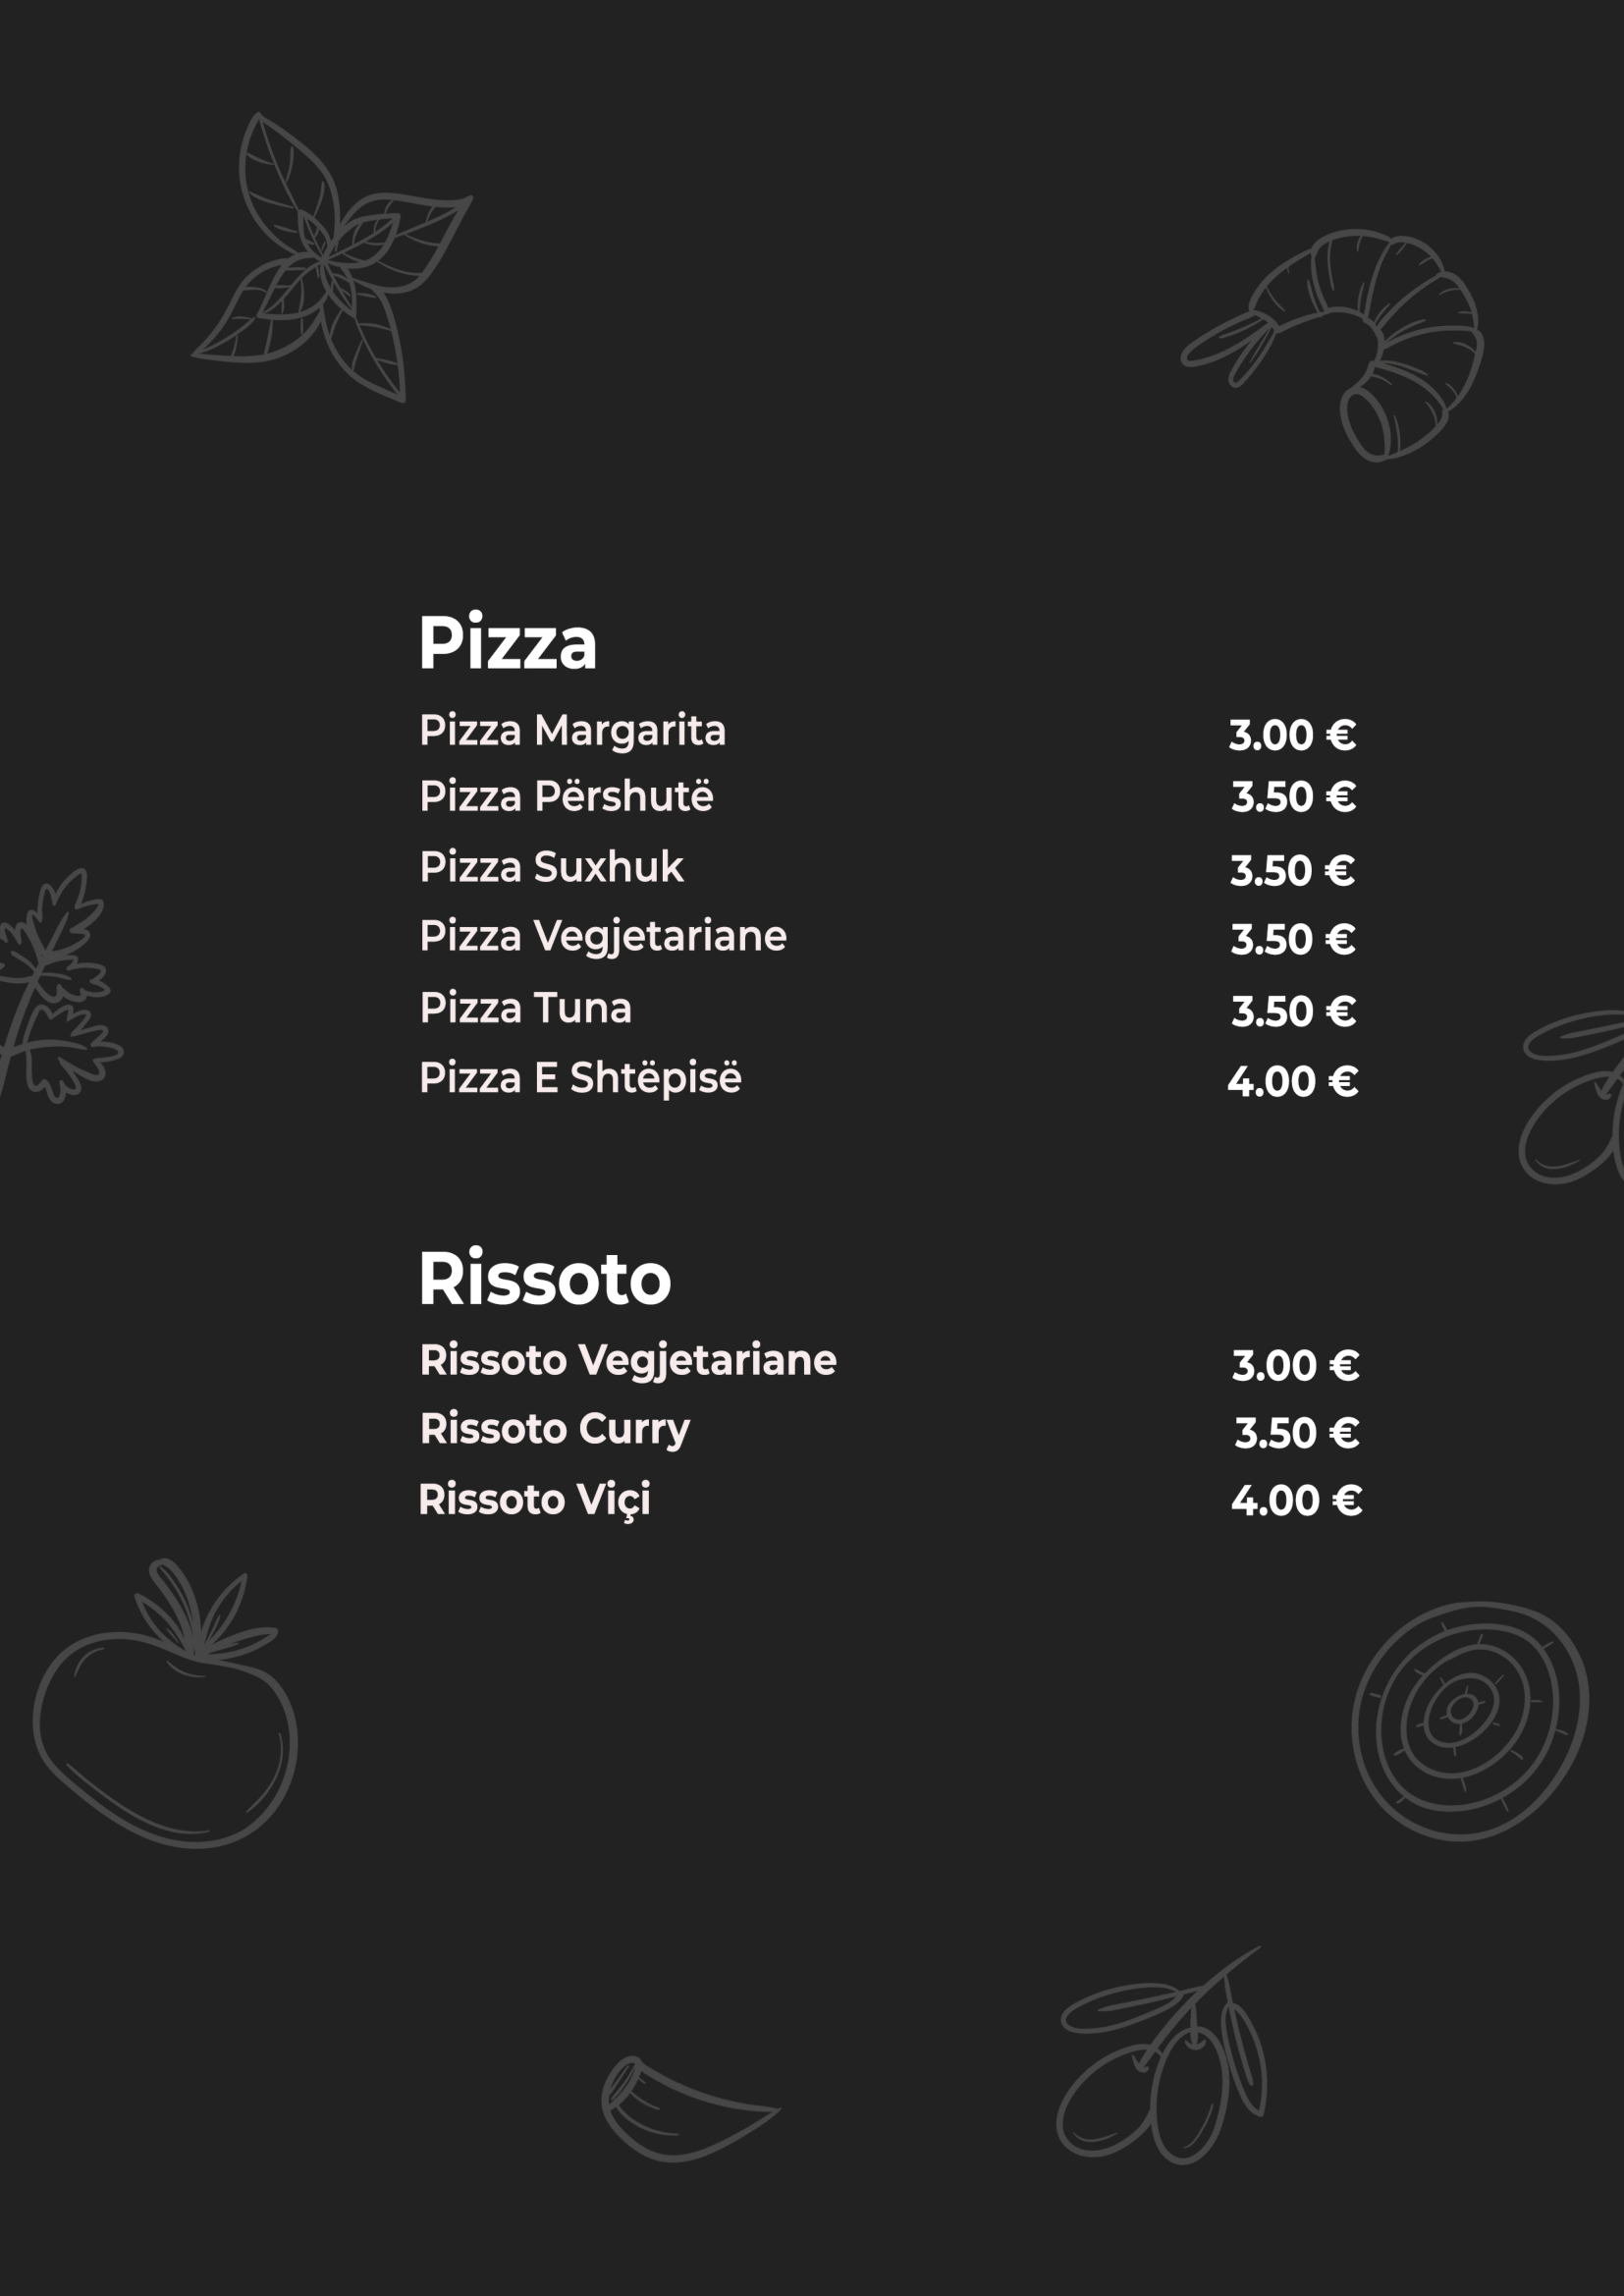 Pizza
Pizza Margarita 3.00 €
Pizza Përshutë 3.50 €
Pizza Suxhuk 3.50 €
Pizza Vegjetariane 3.50 €
Pizza Tuna 3.50 €
Pizza E Shtëpisë 4.00 €
Rissoto
Rissoto Vegjetariane 3.00 €
Rissoto Curry 3.50 €
Rissoto Viçi 4.00 €